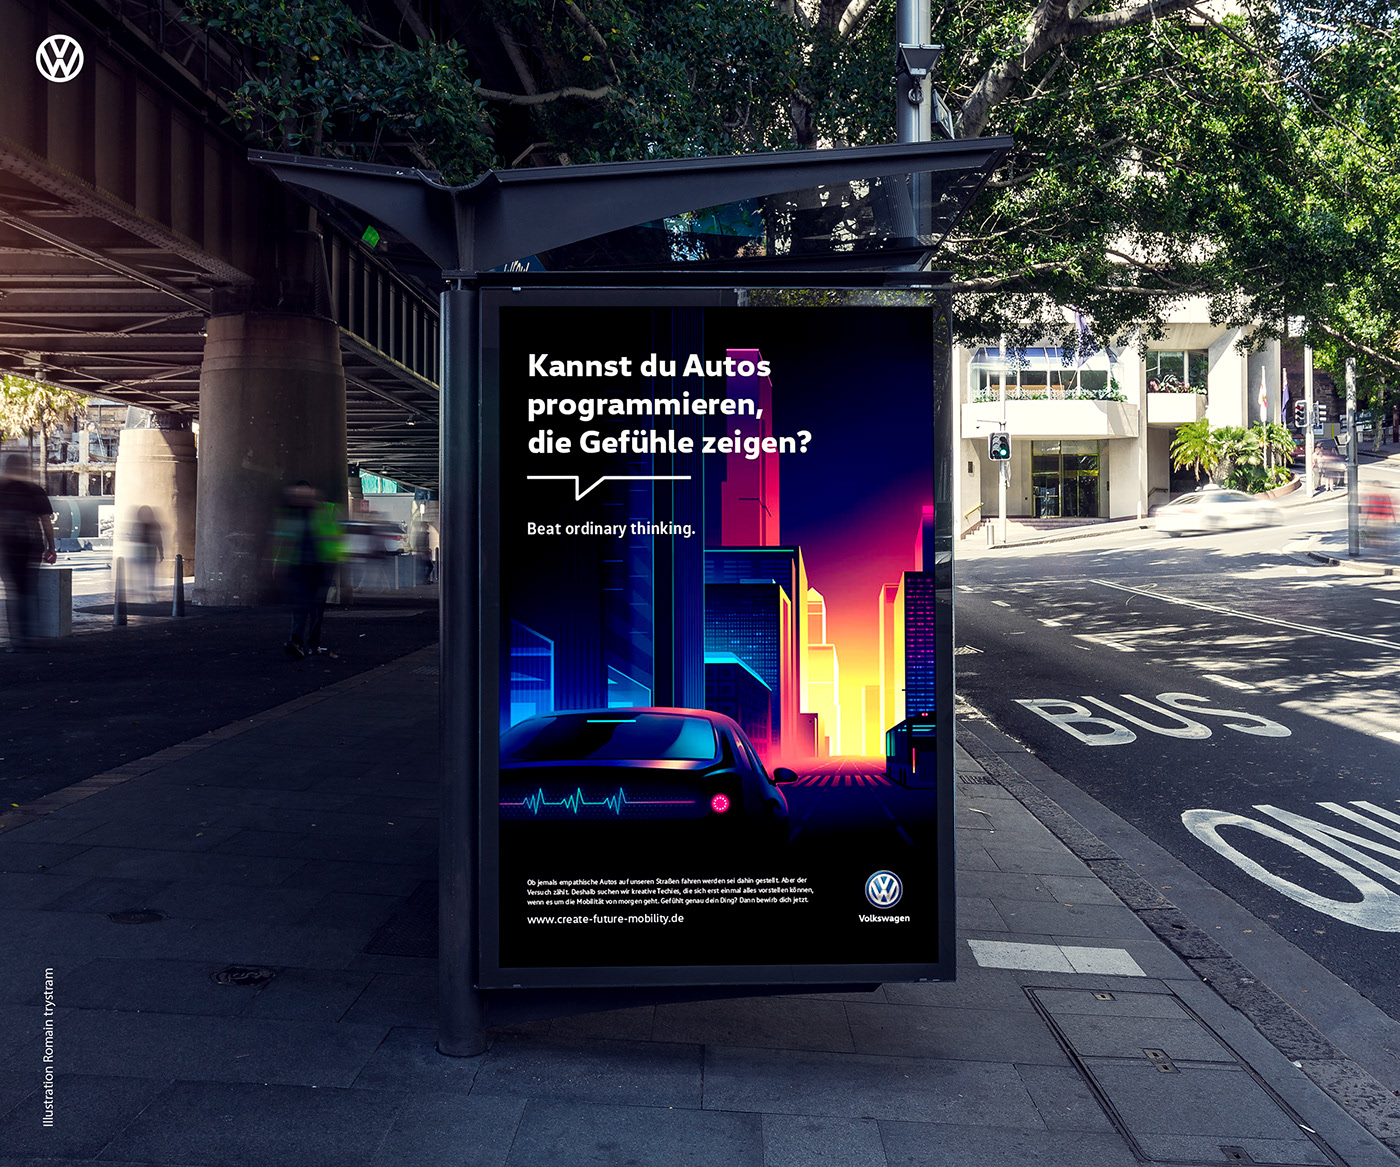 Kannst du Autos
programmieren,
die Gefühle zeigen?
Beat ordinary thinking.
Ob jemals empathische Autos auf unseren Straßen fahren werden sei dahin gestellt. Aber der
Versuch zählt. Deshalb suchen wir kreative Techies, die sich erst einmal alles vorstellen können,
wenn es um die Mobilität von morgen geht. Gefühlt genau dein Ding? Dann bewirb dich jetzt.
www.create-future-mobility.de
Volkswagen
BUS
ON
Illustration Romain trystram